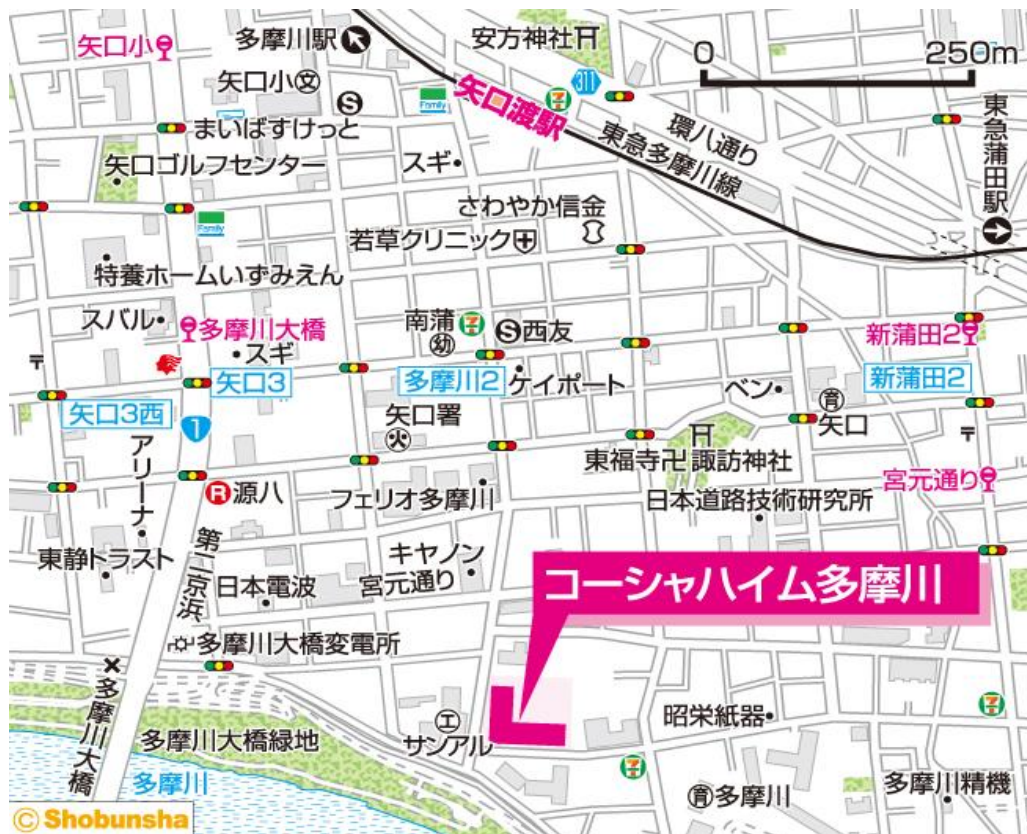 矢口小
多摩川駅
安方神社
0
250m
矢口小
文
S
Family
7
311
矢口渡駅
まいばすけっと
環八通り
東急多摩川線
東急蒲田駅
矢口ゴルフセンター
スギ
Family
さわやか信金
若草クリニック
特養ホームいずみえん
スバル
多摩川大橋
南蒲
幼
7
S
西友
新蒲田2
スギ
矢口3
多摩川2
ケイポート
ベン
新蒲田2
矢口3西
1
矢口署
火
育
矢口
アリーナ
東福寺
卍
諏訪神社
R
源八
フェリオ多摩川
日本道路技術研究所
宮元通り
東静トラスト
第二京浜
キヤノン
宮元通り
日本電波
コーシャハイム多摩川
多摩川大橋変電所
多摩川大橋
工
サンアル
昭栄紙器
7
多摩川大橋緑地
多摩川
7
育
多摩川
多摩川精機
© Shobunsha